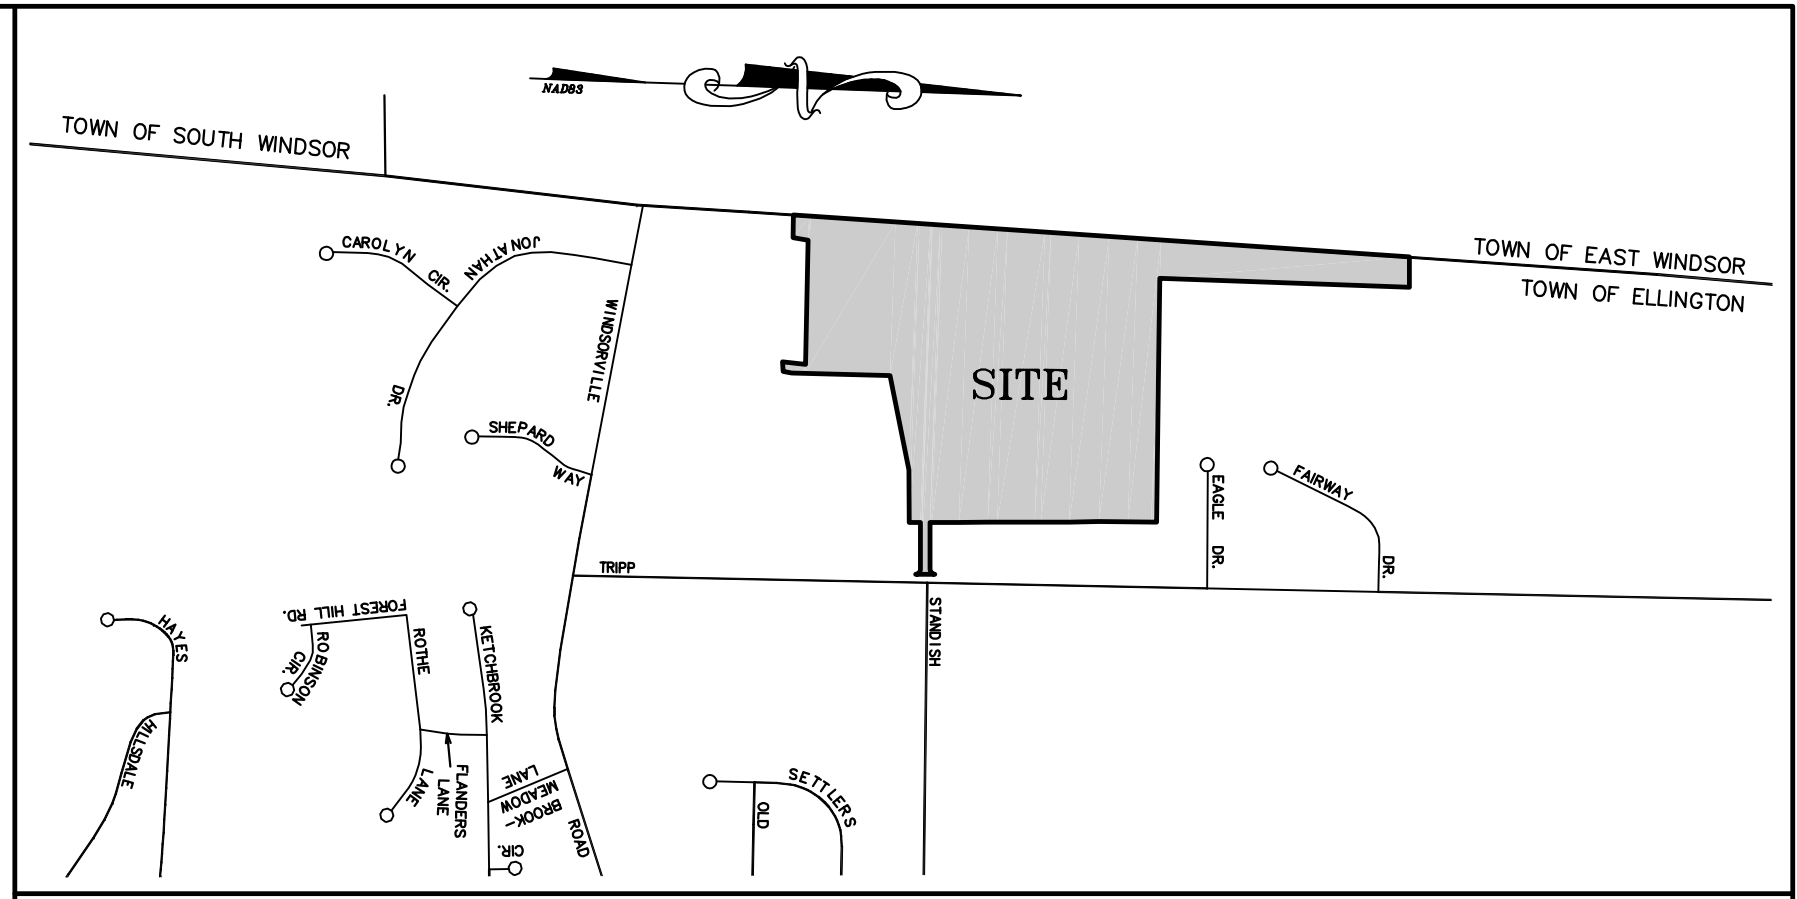 NAD83
TOWN OF SOUTH WINDSOR
TOWN OF EAST WINDSOR
TOWN OF ELLINGTON
CAROLYN CIR.
JONATHAN DR.
WINDSORVILLE
SITE
SHEPARD WAY
EAGLE DR.
FAIRWAY DR.
TRIPP
STANDISH
HAYES
FOREST HILL RD.
ROBINSON
CIR.
ROTHE
KETCHBROOK
HILLSDALE
LANE
FLANDERS
LANE
BROOK-
MEADOW
LANE
CIR.
ROAD
SETTLERS
OLD